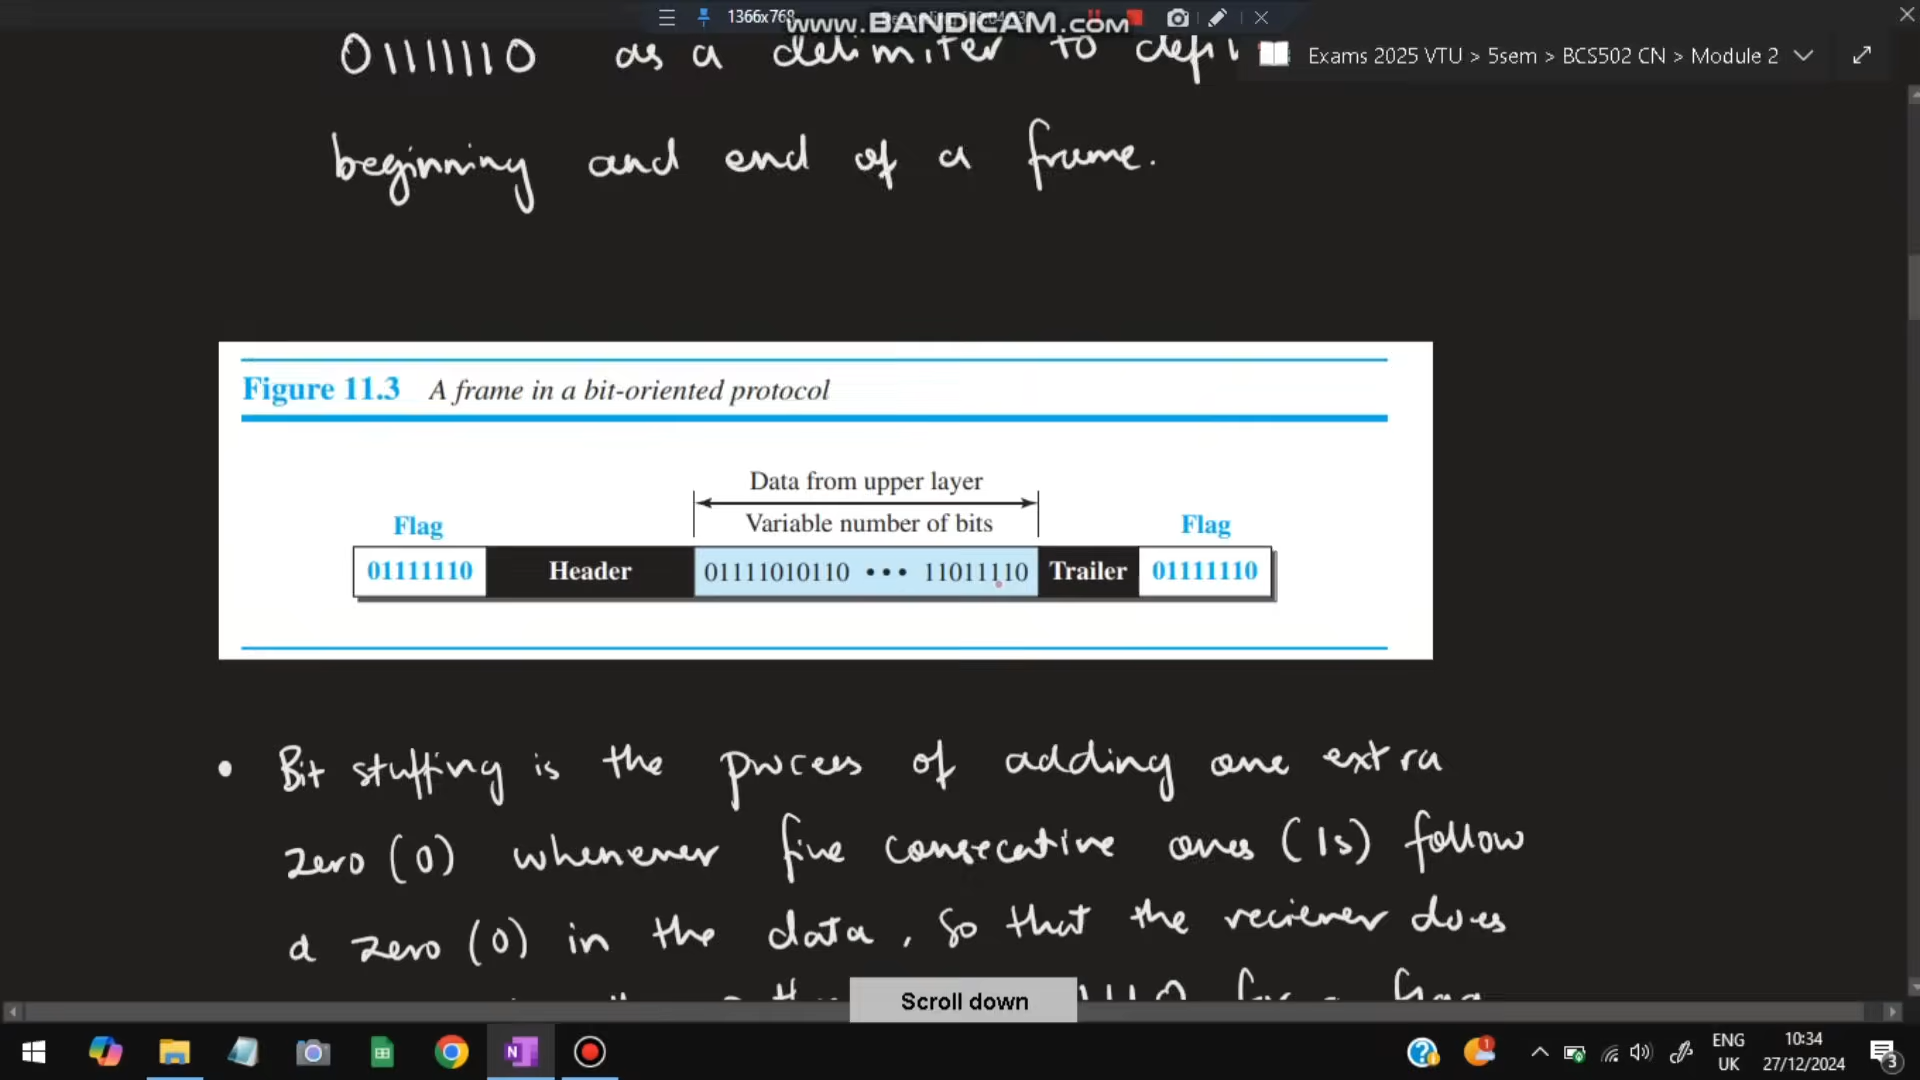 1366x768
www.BANDICAM.com
01111110 as a delimiter to defi
Exams 2025 VTU > 5sem > BCS502 CN > Module 2
beginning and end of a frame.
Figure 11.3 A frame in a bit-oriented protocol
Data from upper layer
Variable number of bits
Flag
Flag
01111110 Header 01111010110 ••• 11011110 Trailer 01111110
• Bit stuffing is the process of adding one extra
zero (0) whenever five consecutive ones (1s) follow
a zero (0) in the data, so that the reciever does
Scroll down
N
1
ENG
UK
10:34
27/12/2024
3